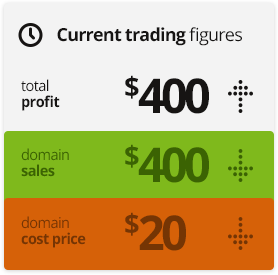 Current trading figures
total
profit
$400
domain
sales
$400
domain
cost price
$20